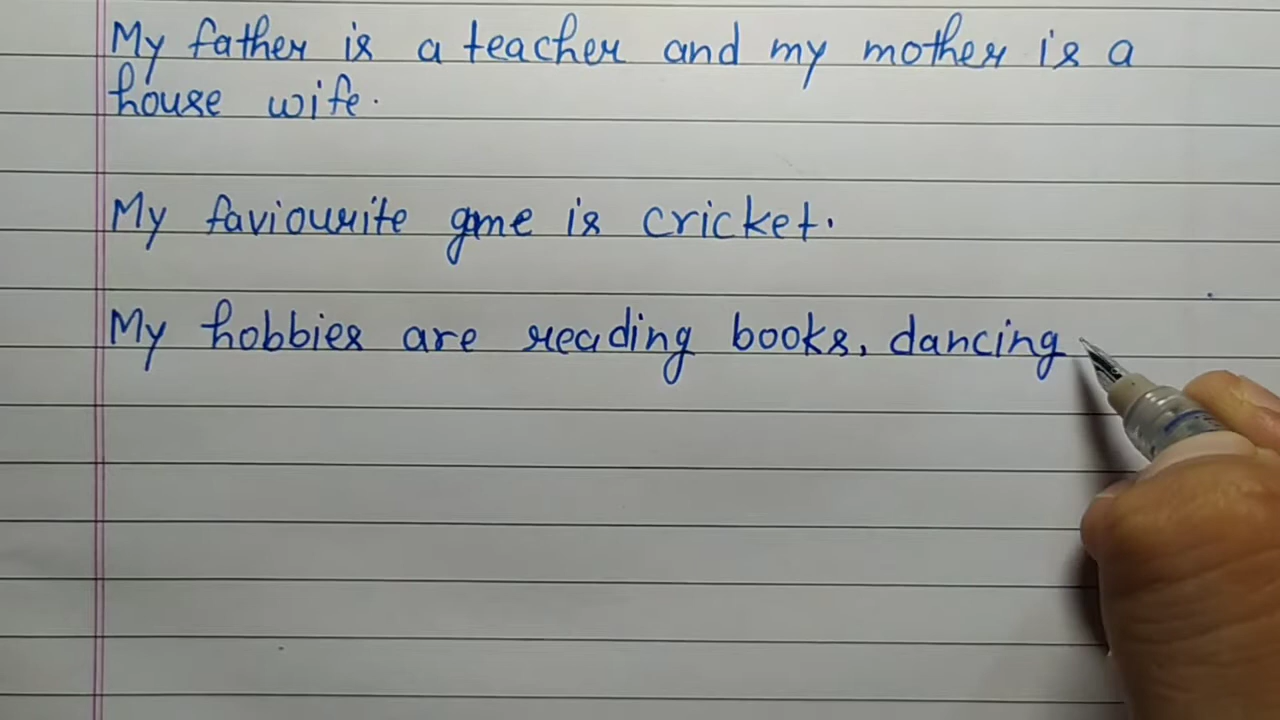 My father is a teacher and my mother is a
house wife.
My faviourite gme is cricket.
My hobbies are reading books, dancing